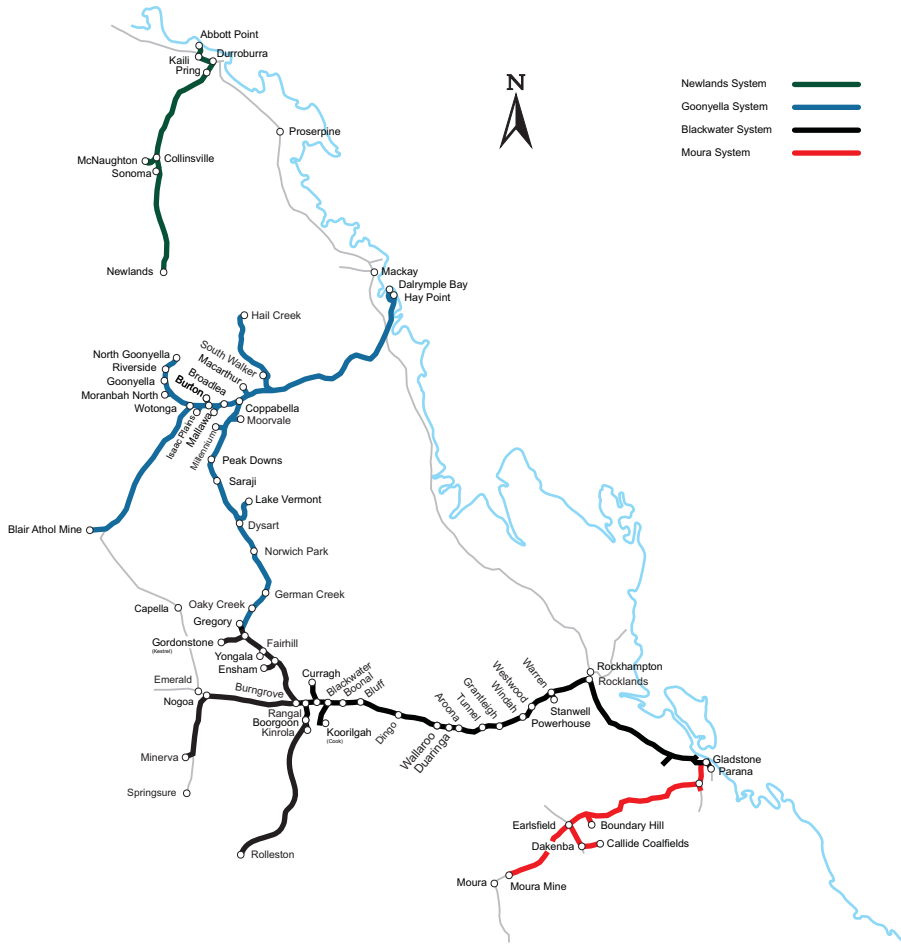 Abbott Point
Kaili
Durroburra
Pring
N
Newlands System
Goonyella System
Blackwater System
Moura System
Proserpine
McNaughton
Collinsville
Sonoma
Newlands
Mackay
Dalrymple Bay
Hay Point
Hail Creek
North Goonyella
South Walker
Riverside
Macarthur
Goonyella
Broadlea
Burton
Moranbah North
Wotonga
Coppabella
Isaac Plains
Mallawa
Moorvale
Millennium
Peak Downs
Saraji
Lake Vermont
Dysart
Blair Athol Mine
Norwich Park
German Creek
Capella
Oaky Creek
Gregory
Gordonstone
(Kestrel)
Fairhill
Yongala
Ensham
Emerald
Nogoa
Burngrove
Curragh
Blackwater
Boonal
Bluff
Rangal
Boorgoon
Kinrola
Koorilgah
(Cook)
Dingo
Wallaroo
Duaringa
Aroona
Tunnel
Grantleigh
Windah
Westwood
Warren
Stanwell
Powerhouse
Rockhampton
Rocklands
Minerva
Springsure
Rolleston
Gladstone
Parana
Earlsfield
Boundary Hill
Dakenba
Callide Coalfields
Moura
Moura Mine